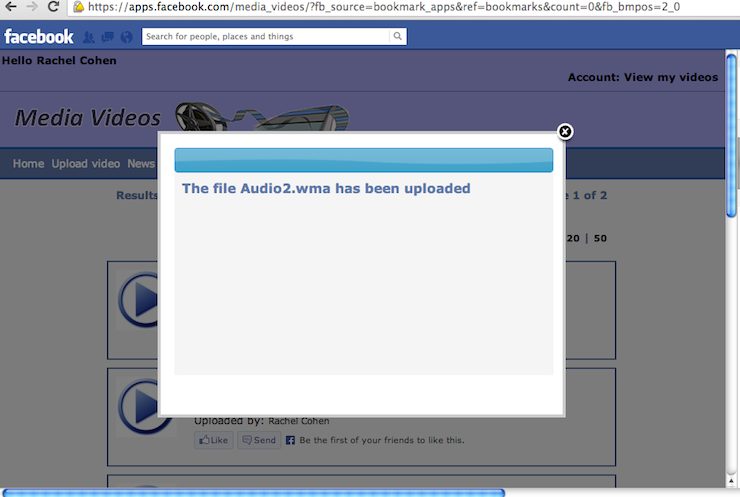 https://apps.facebook.com/media_videos/?fb_source=bookmark_apps&ref=bookmarks&count=0&fb_bmpos=2_0
facebook
Search for people, places and things
Hello Rachel Cohen
Account: View my videos
Media Videos
Home Upload video News
The file Audio2.wma has been uploaded
Results
1 of 2
20 | 50
Uploaded by: Rachel Cohen
Like Send Be the first of your friends to like this.